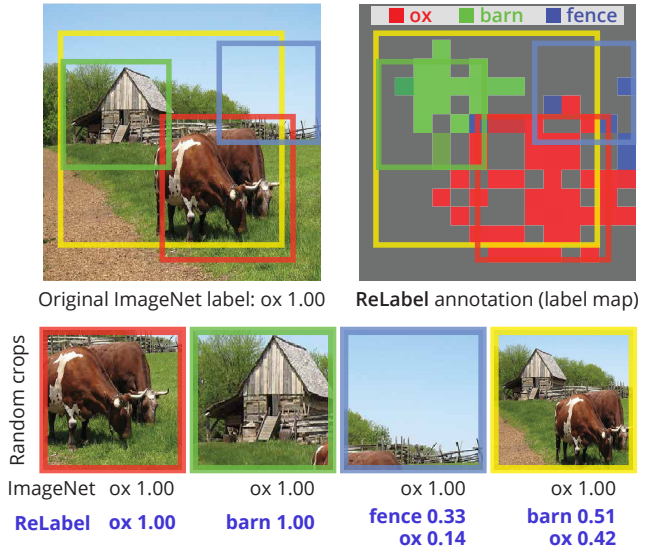 ox barn fence
Original ImageNet label: ox 1.00
ReLabel annotation (label map)
Random crops
ImageNet ox 1.00 ox 1.00 ox 1.00 ox 1.00
ReLabel ox 1.00 barn 1.00 fence 0.33 barn 0.51
ox 0.14 ox 0.42